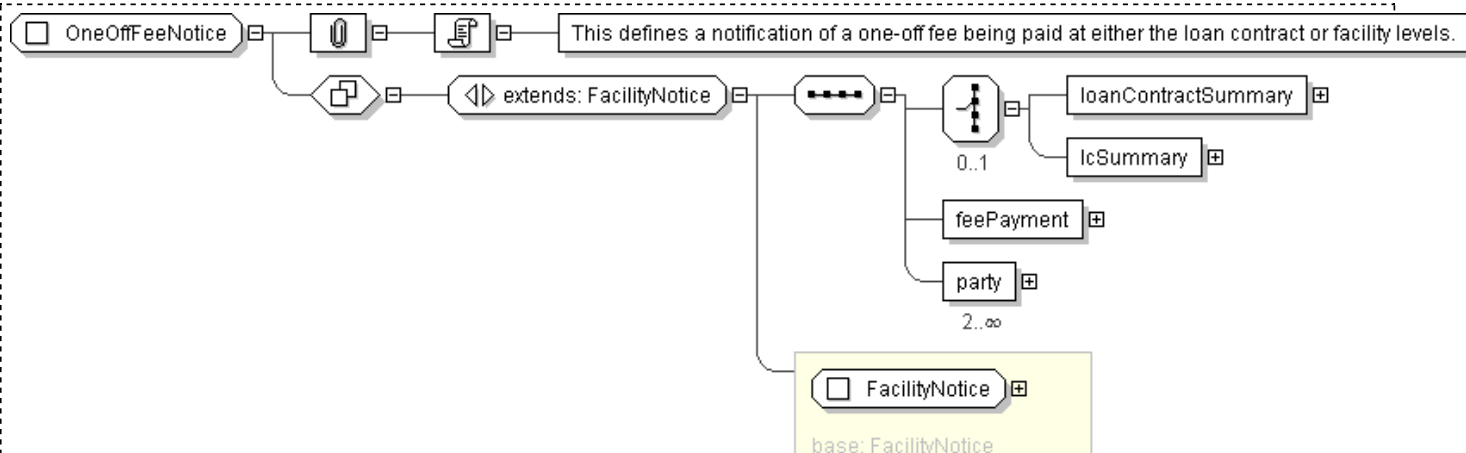 OneOffFeeNotice
This defines a notification of a one-off fee being paid at either the loan contract or facility levels.
extends: FacilityNotice
loanContractSummary
0..1
lcSummary
feePayment
party
2..∞
FacilityNotice
base: FacilityNotice